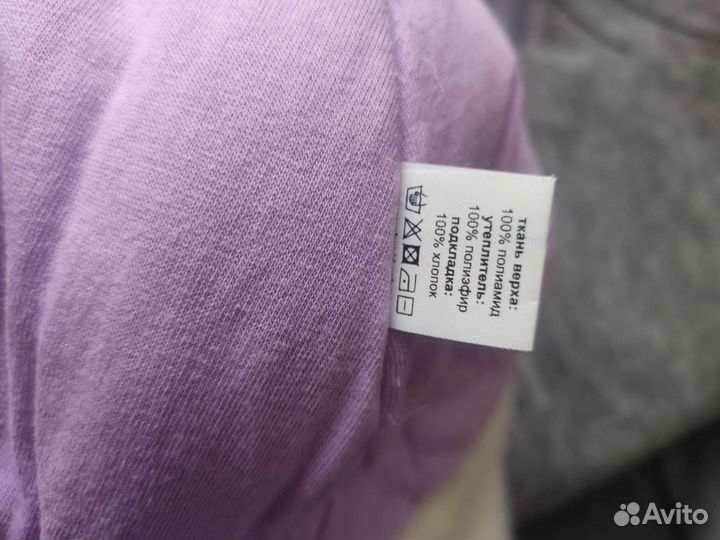 ткань верха:
100% полиамид
утеплитель:
100% полиэфир
подкладка:
100% хлопок
Avito